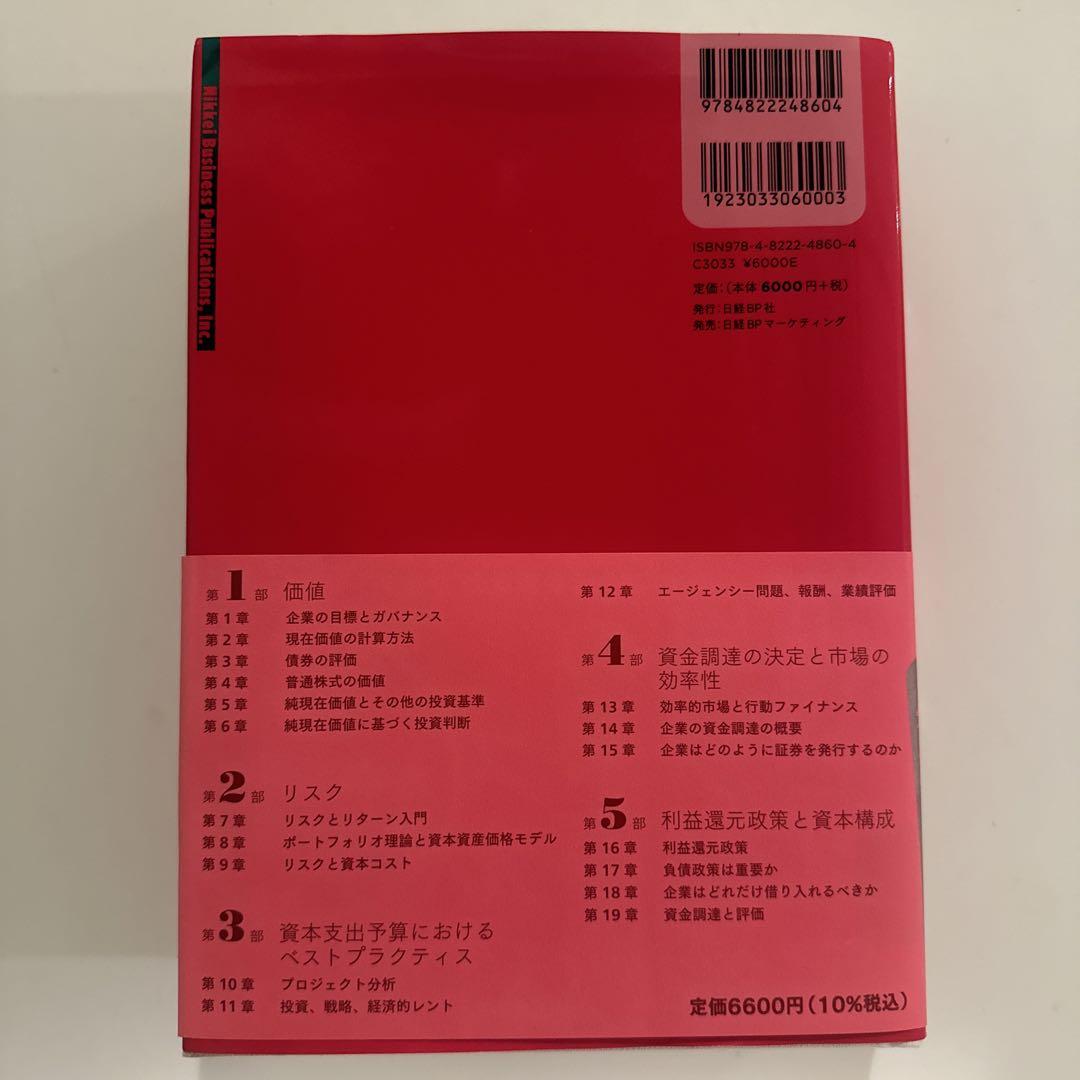 Nikkei Business Publications, Inc.
9784822248604
1923033060003
ISBN978-4-8222-4860-4
C3033 ¥6000E
定価:(本体6000円+税)
発行:日経BP社
発売:日経BPマーケティング
第1部 価値
第1章 企業の目標とガバナンス
第2章 現在価値の計算方法
第3章 債券の評価
第4章 普通株式の価値
第5章 純現在価値とその他の投資基準
第6章 純現在価値に基づく投資判断
第2部 リスク
第7章 リスクとリターン入門
第8章 ポートフォリオ理論と資本資産価格モデル
第9章 リスクと資本コスト
第3部 資本支出予算における
ベストプラクティス
第10章 プロジェクト分析
第11章 投資、戦略、経済的レント
第12章 エージェンシー問題、報酬、業績評価
第4部 資金調達の決定と市場の
効率性
第13章 効率的市場と行動ファイナンス
第14章 企業の資金調達の概要
第15章 企業はどのように証券を発行するのか
第5部 利益還元政策と資本構成
第16章 利益還元政策
第17章 負債政策は重要か
第18章 企業はどれだけ借り入れるべきか
第19章 資金調達と評価
定価6600円(10%税込)